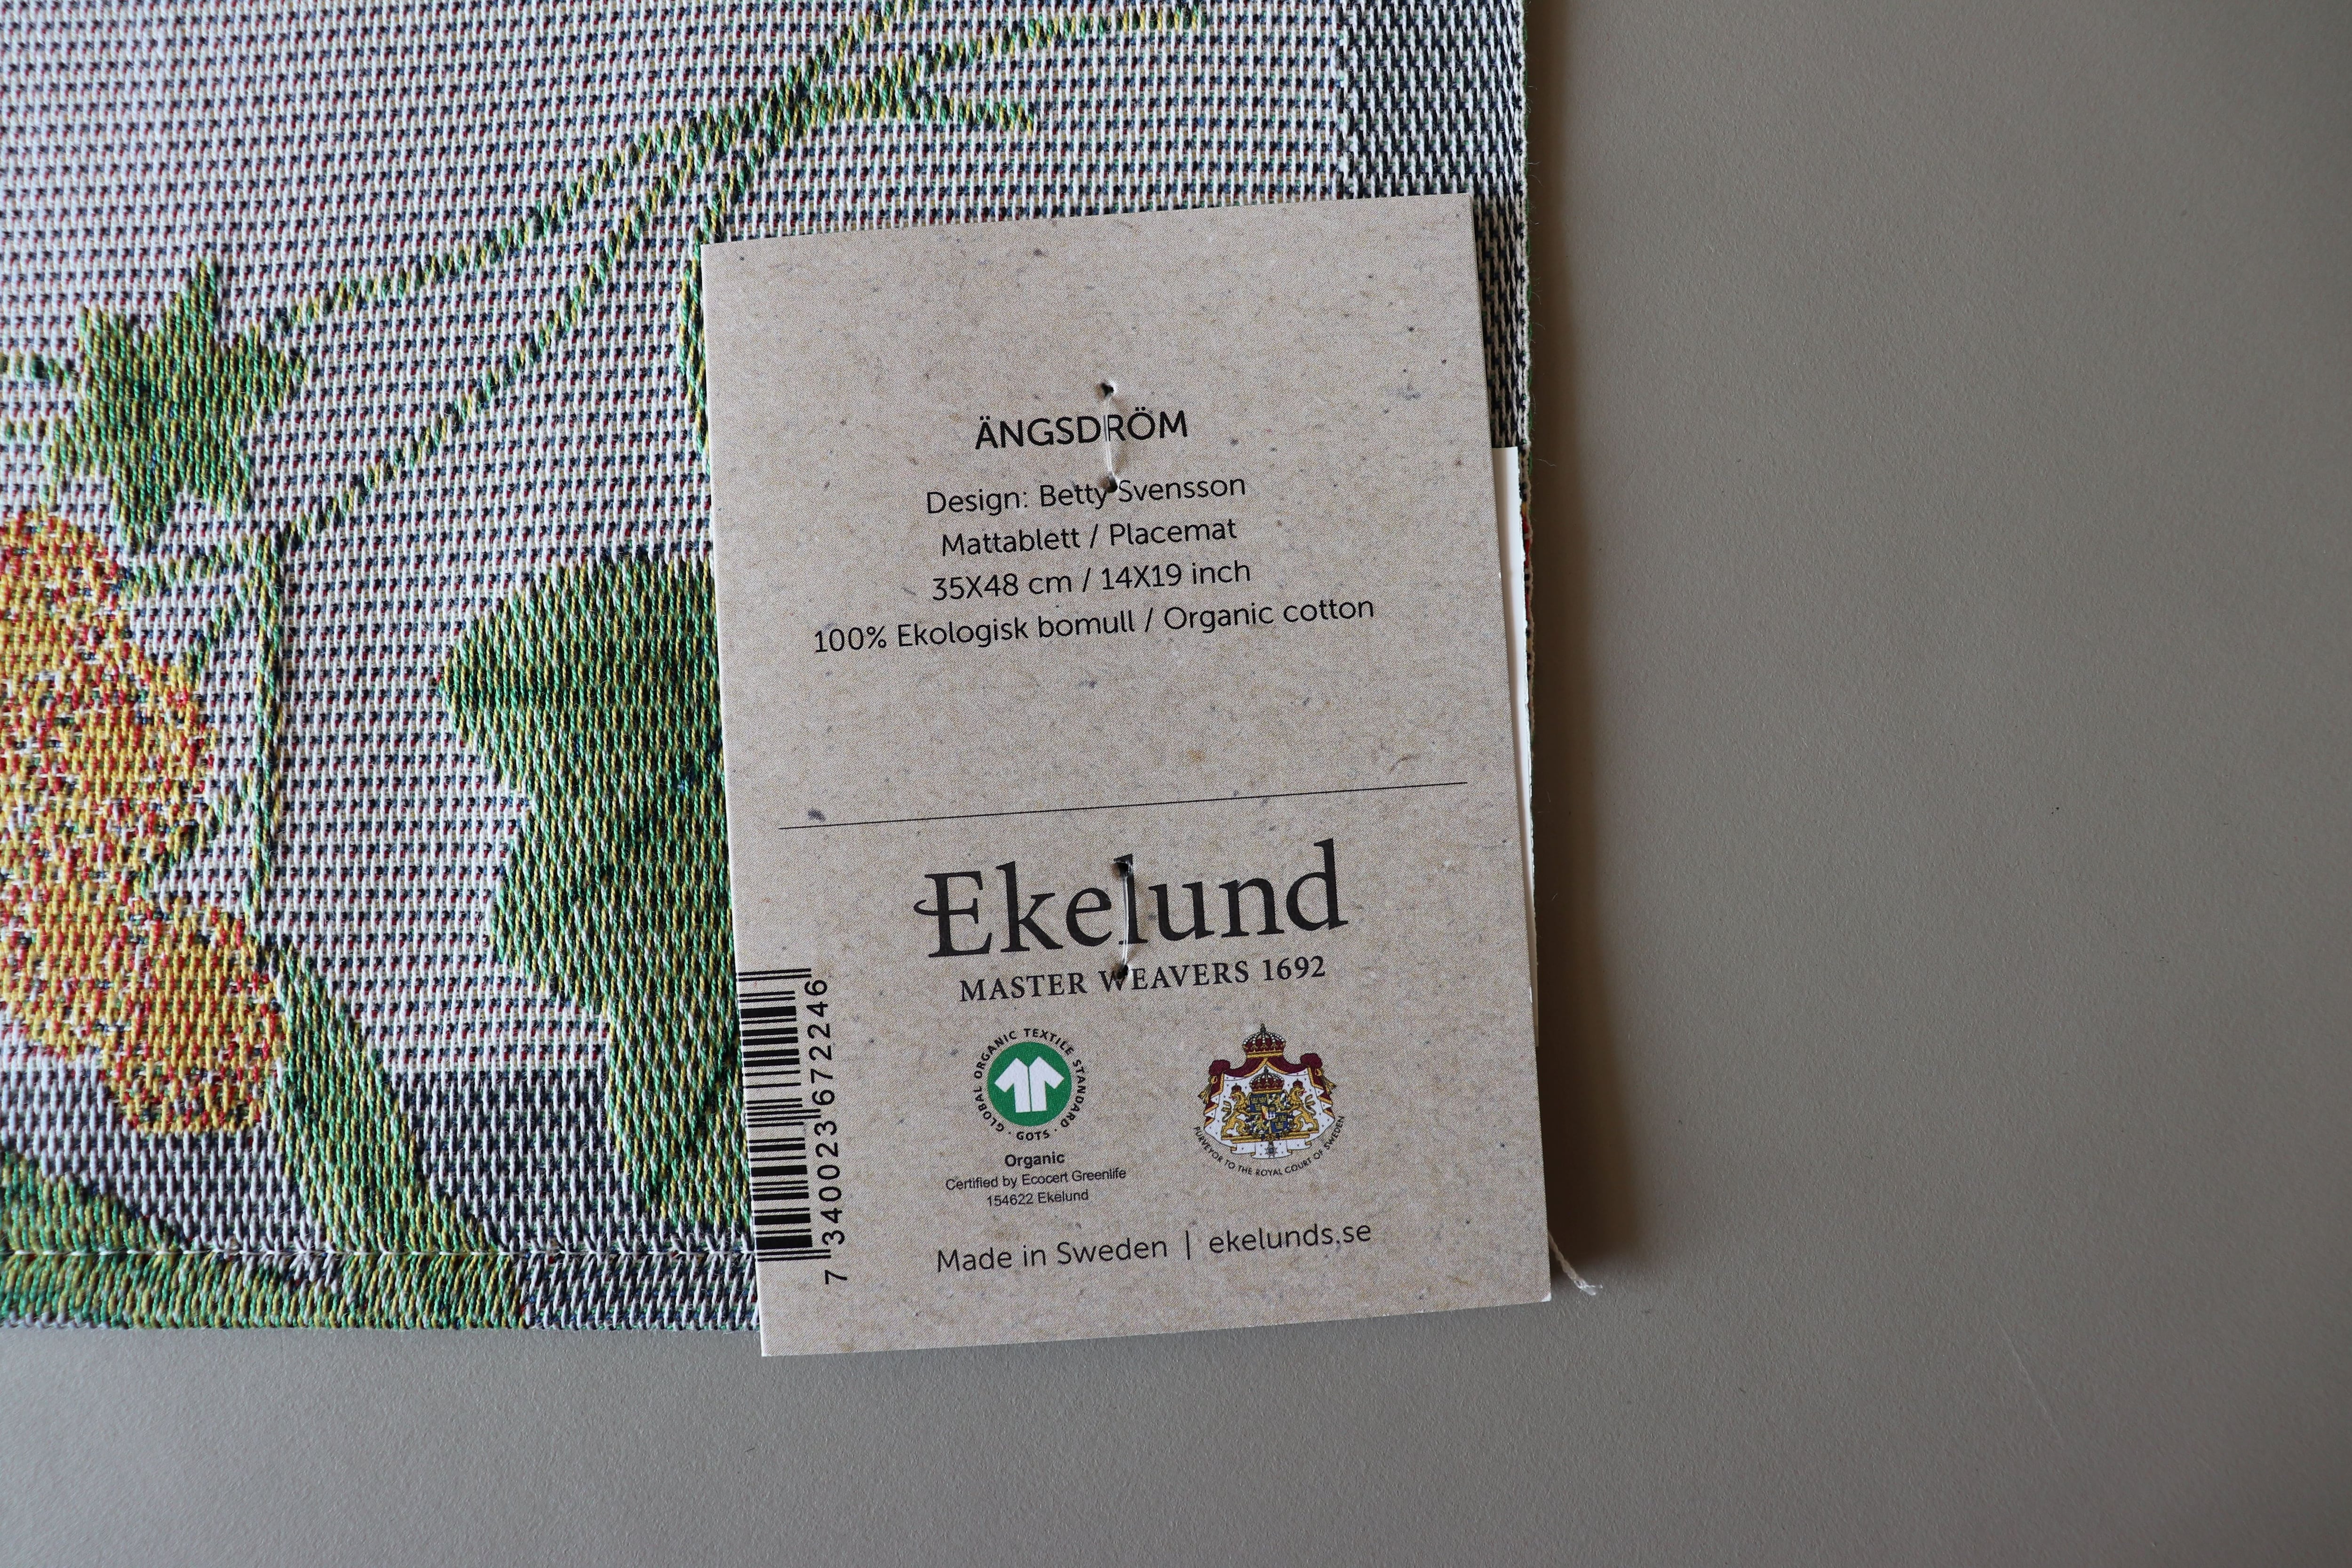 ÄNGSDRÖM
Design: Betty Svensson
Mattablett / Placemat
35X48 cm / 14X19 inch
100% Ekologisk bomull / Organic cotton
Ekelund
MASTER WEAVERS 1692
GLOBAL ORGANIC TEXTILE STANDARD · GOTS ·
Organic
Certified by Ecocert Greenlife
154622 Ekelund
PURVEYOR TO THE ROYAL COURT OF SWEDEN
Made in Sweden | ekelunds.se
7 340023 672246